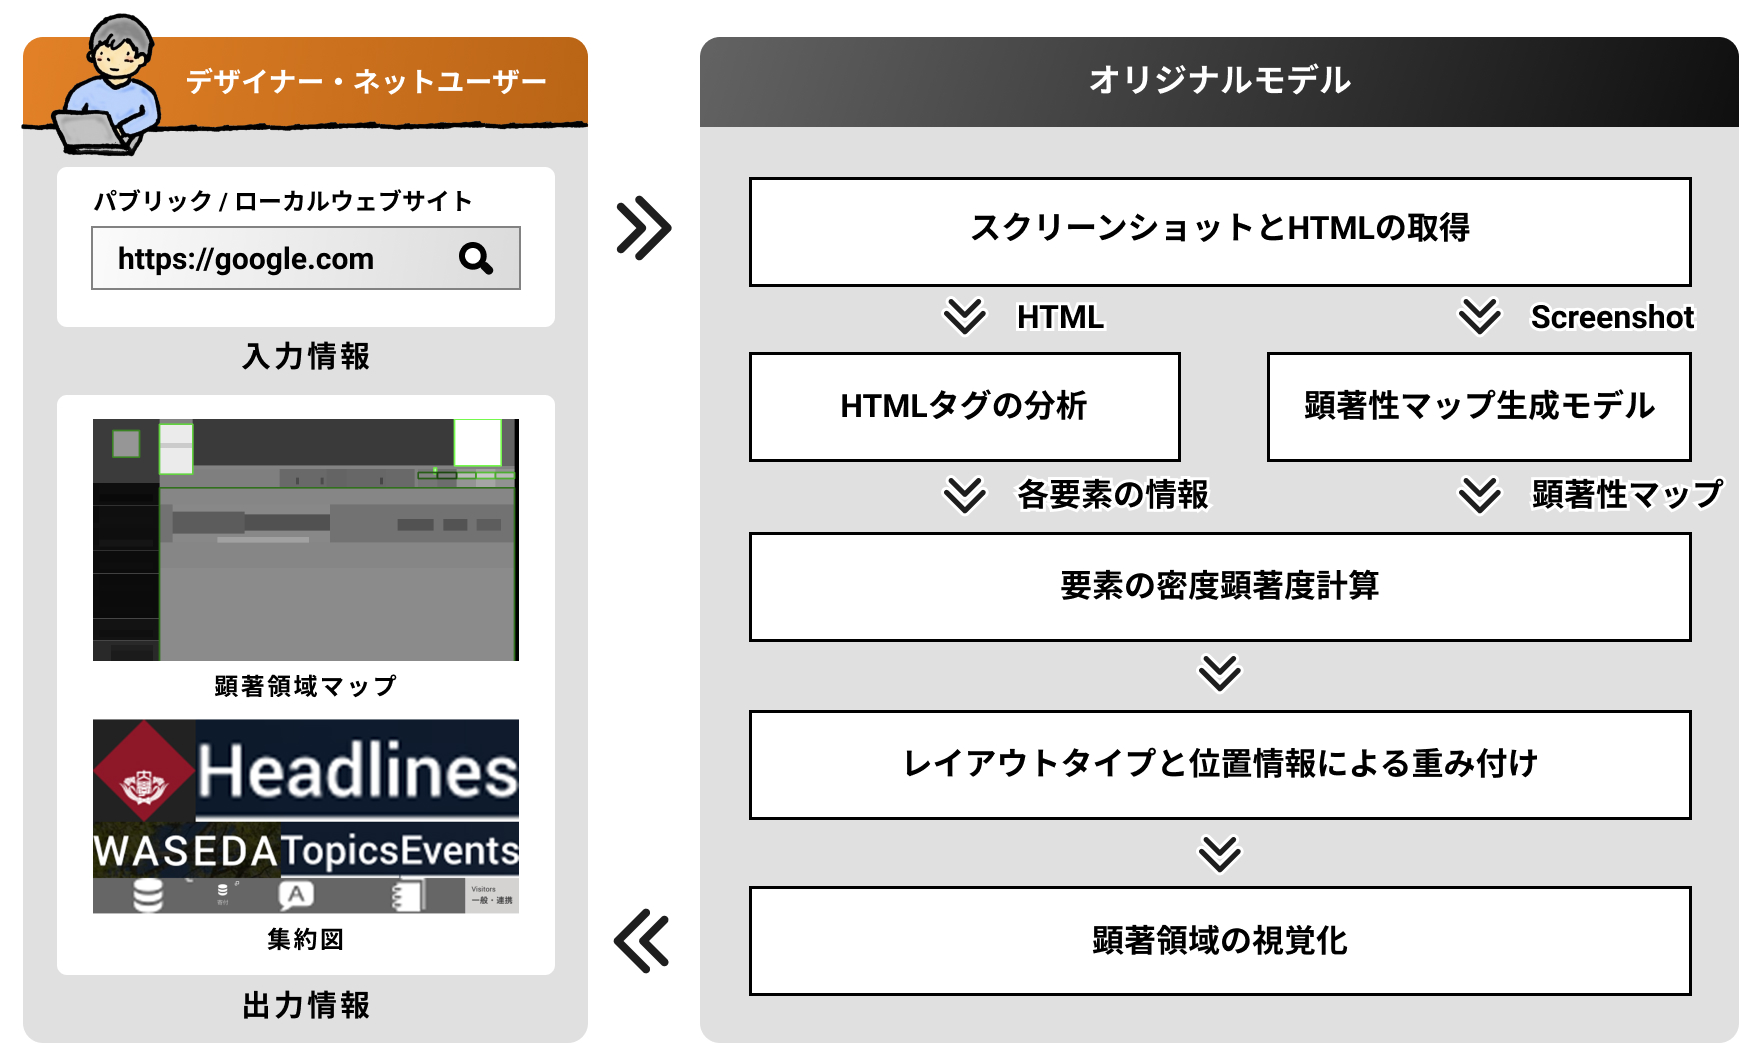 デザイナー・ネットユーザー
パブリック / ローカルウェブサイト
https://google.com
入力情報
顕著領域マップ
Headlines
WASEDA TopicsEvents
A
Visitors
一般・連携
寄付
集約図
出力情報
オリジナルモデル
スクリーンショットとHTMLの取得
HTML
Screenshot
HTMLタグの分析
顕著性マップ生成モデル
各要素の情報
顕著性マップ
要素の密度顕著度計算
レイアウトタイプと位置情報による重み付け
顕著領域の視覚化